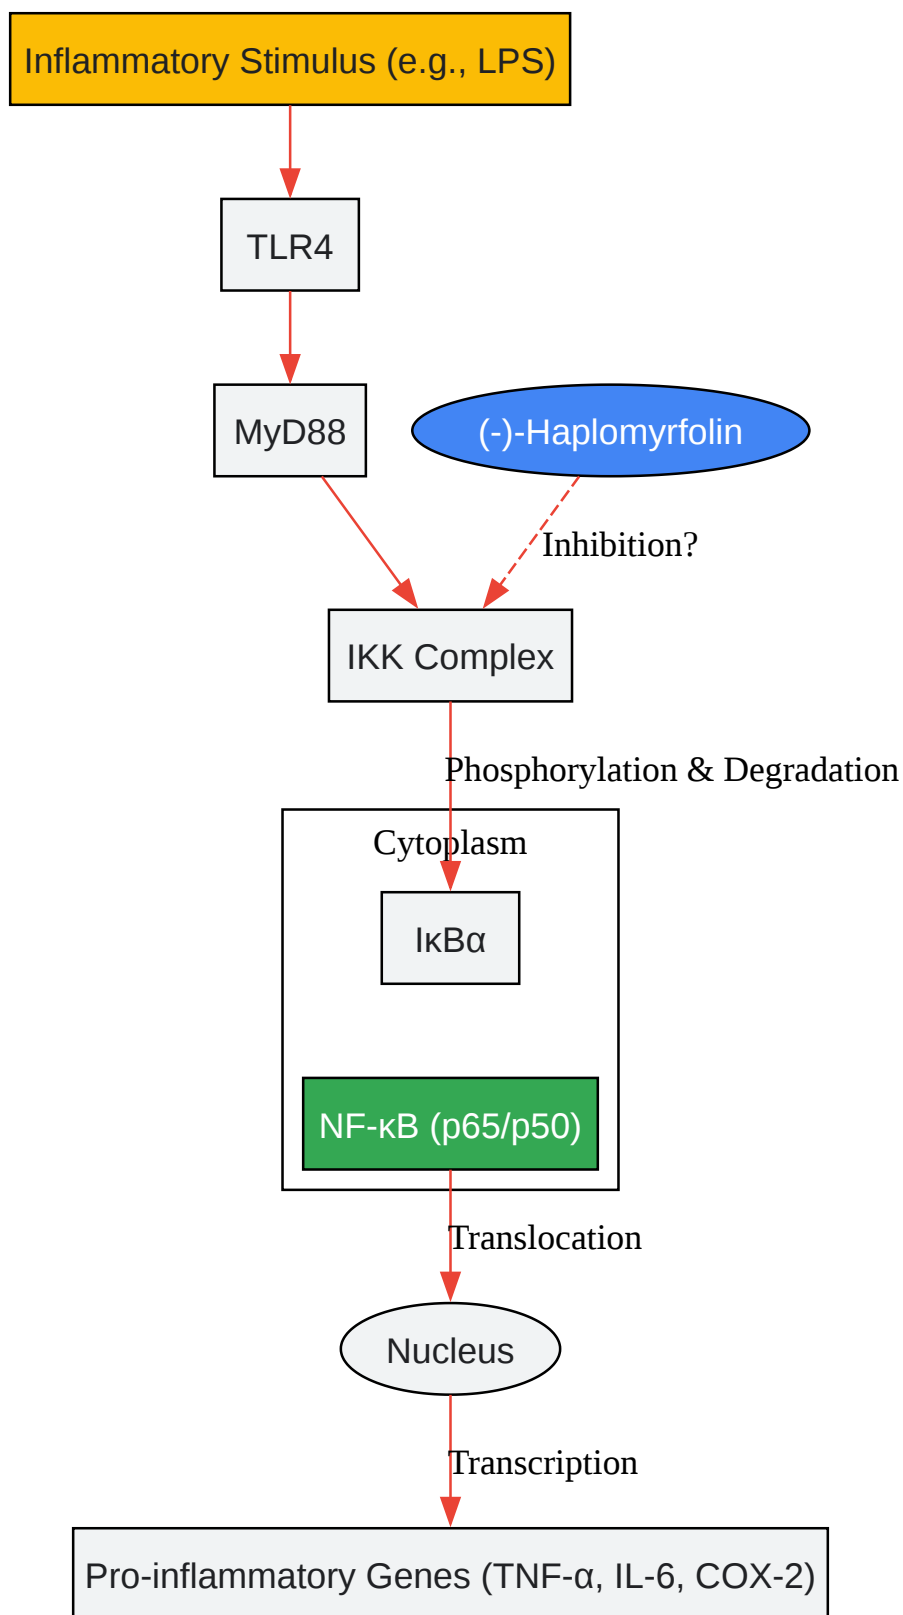 Inflammatory Stimulus (e.g., LPS)
TLR4
MyD88
(-)-Haplomyrfolin
Inhibition?
IKK Complex
Phosphorylation & Degradation
Cytoplasm
IκBα
NF-κB (p65/p50)
Translocation
Nucleus
Transcription
Pro-inflammatory Genes (TNF-α, IL-6, COX-2)